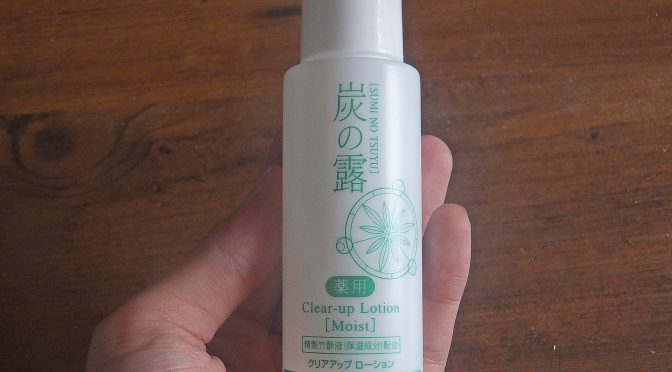 炭の露
[SUMI NO TSUYU]
薬用
Clear-up Lotion
[Moist]
精製竹酢液(保湿成分)配合
クリアアップ ローション